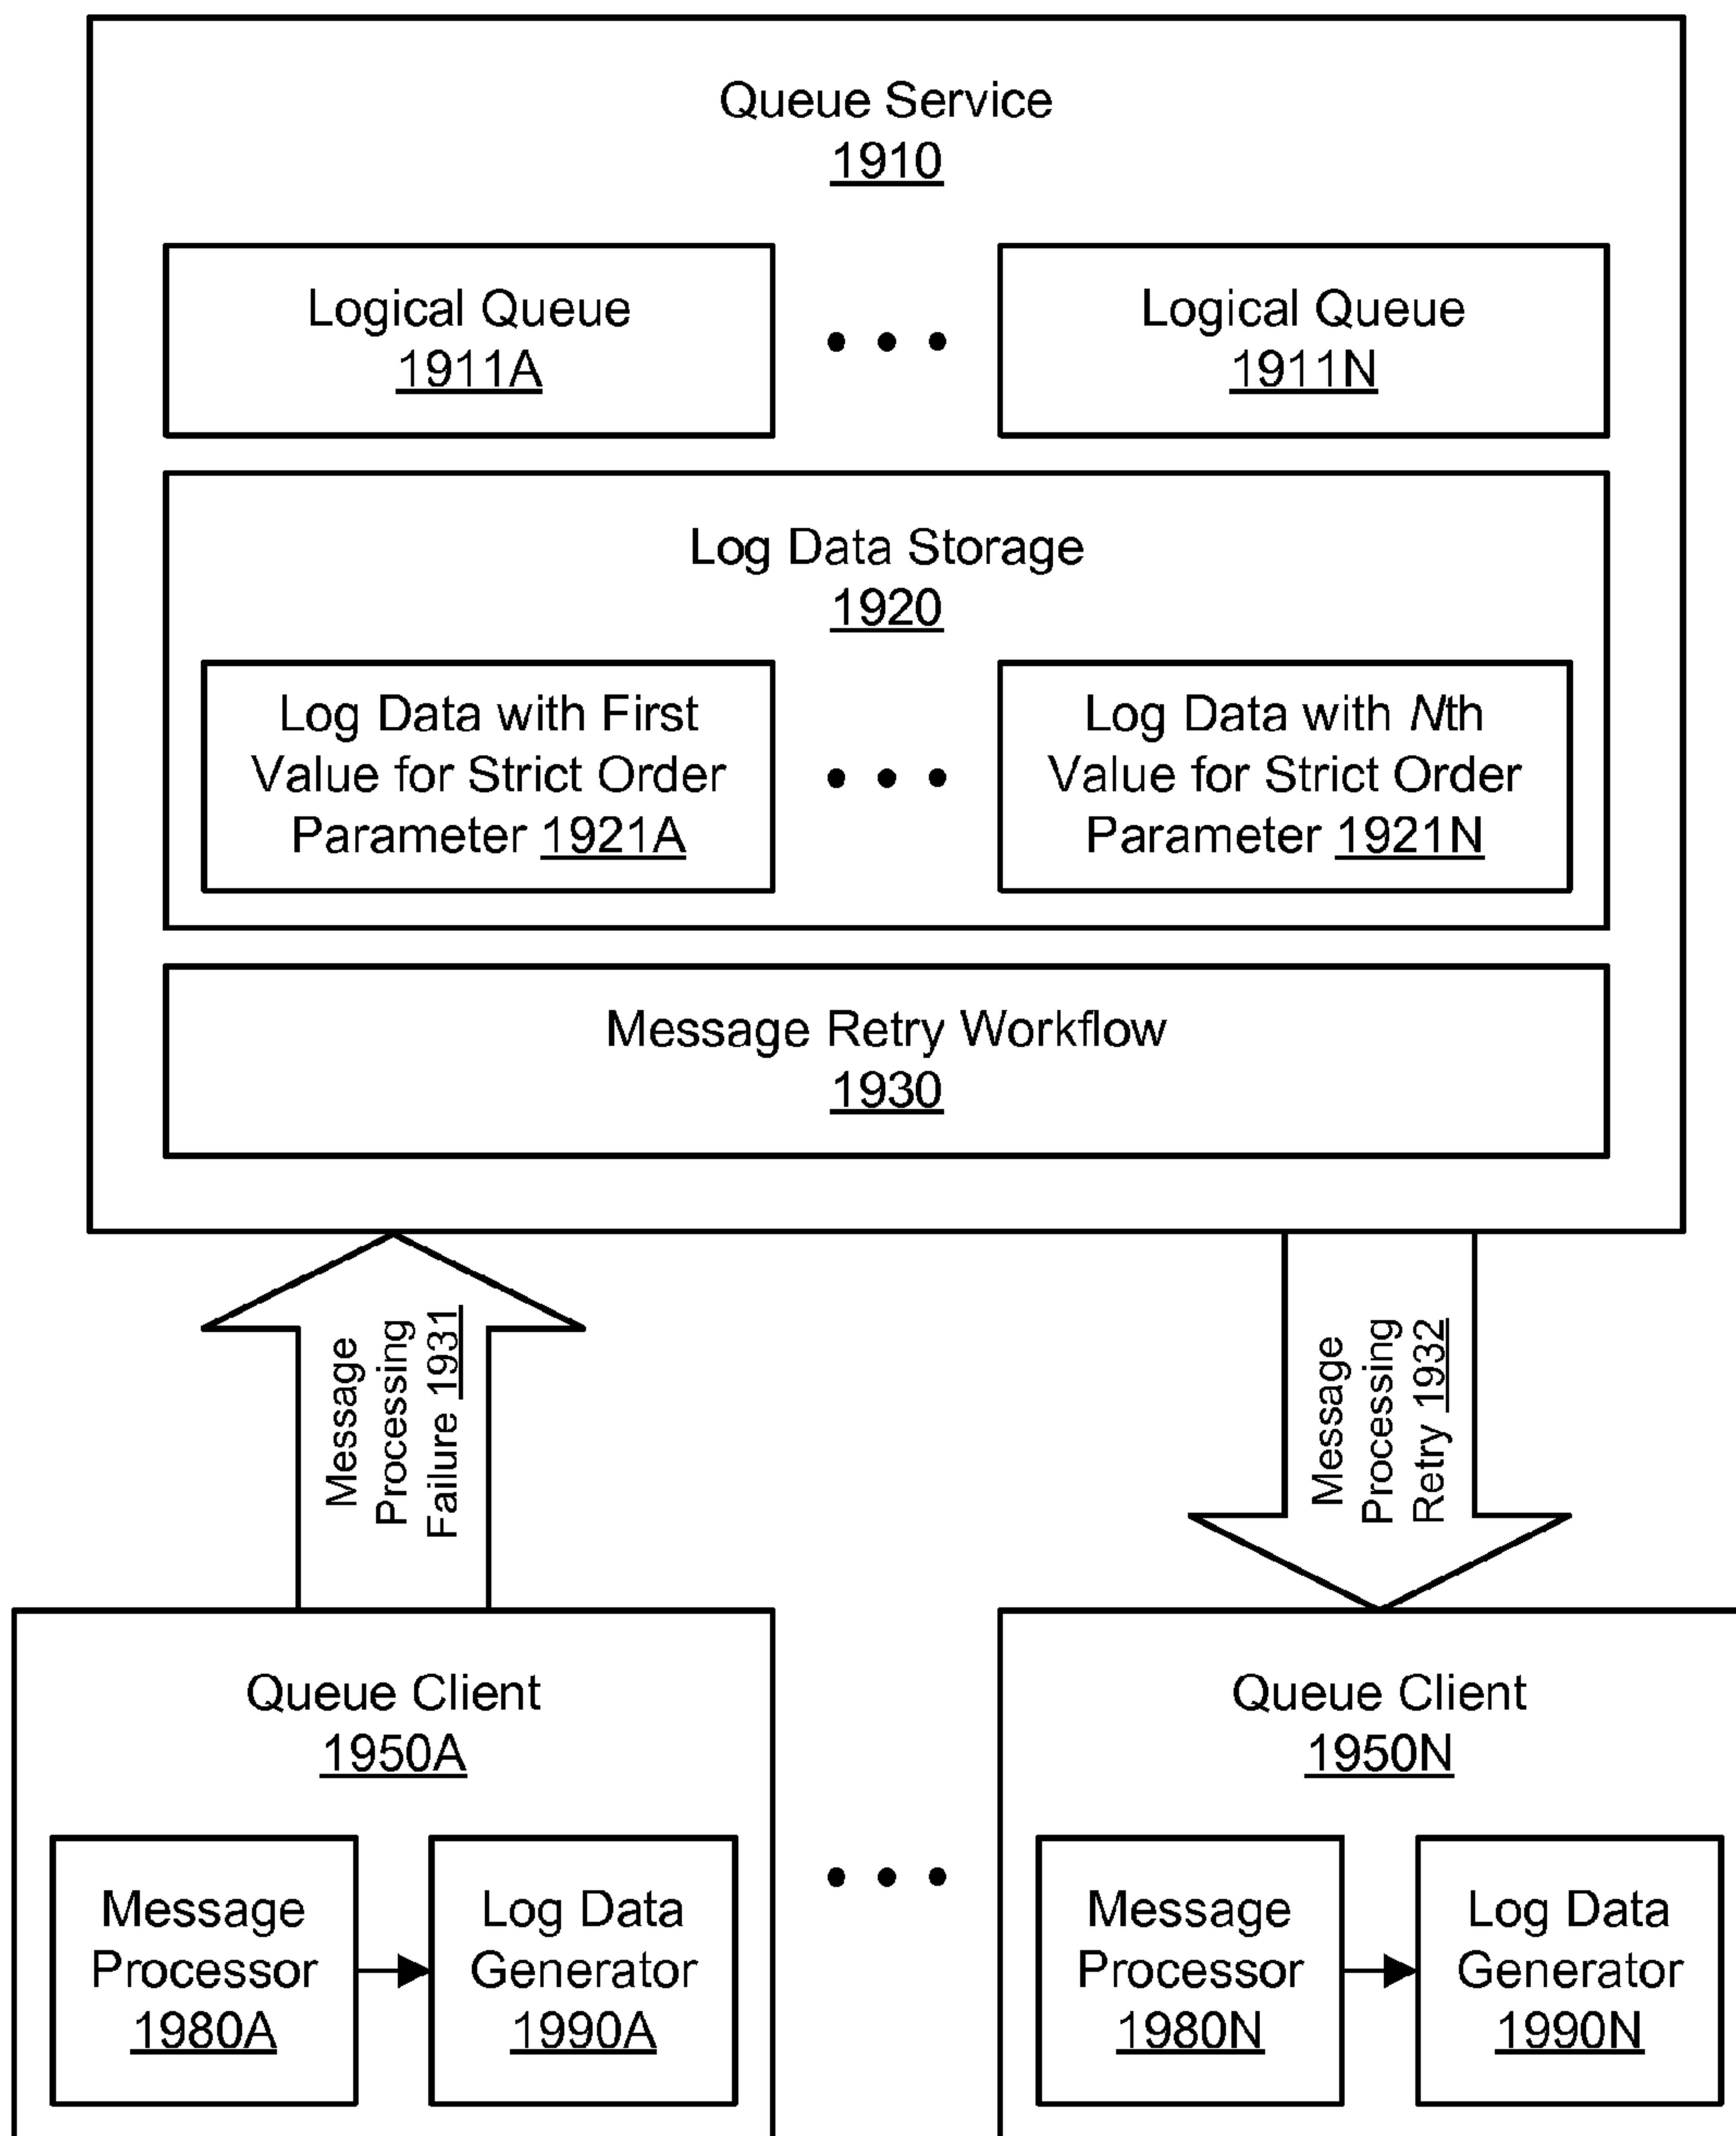 Queue Service
1910
Logical Queue
1911A
Logical Queue
1911N
Log Data Storage
1920
Log Data with First
Value for Strict Order
Parameter 1921A
Log Data with Nth
Value for Strict Order
Parameter 1921N
Message Retry Workflow
1930
Message
Processing
Failure 1931
Message
Processing
Retry 1932
Queue Client
1950A
Message
Processor
1980A
Log Data
Generator
1990A
Queue Client
1950N
Message
Processor
1980N
Log Data
Generator
1990N